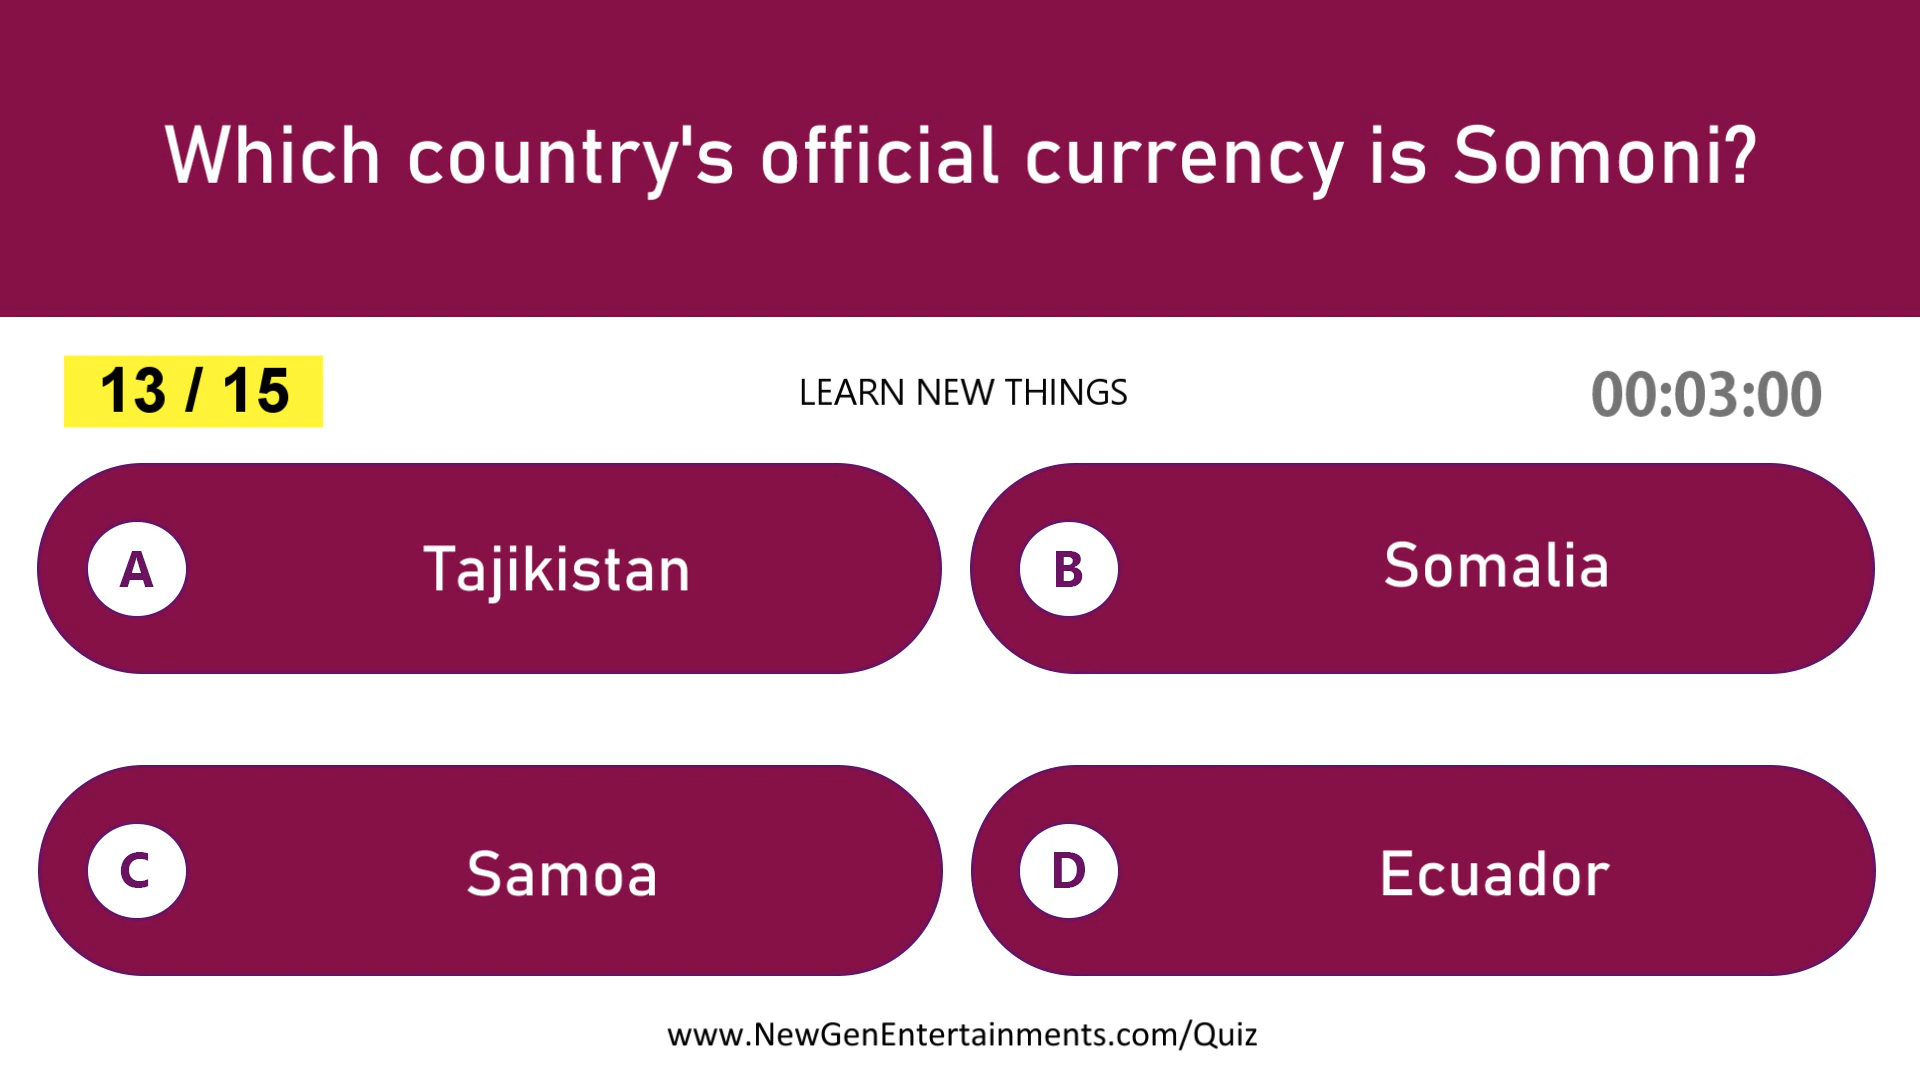 Which country's official currency is Somoni?
13 / 15
LEARN NEW THINGS
00:03:00
A
Tajikistan
B
Somalia
C
Samoa
D
Ecuador
www.NewGenEntertainments.com/Quiz